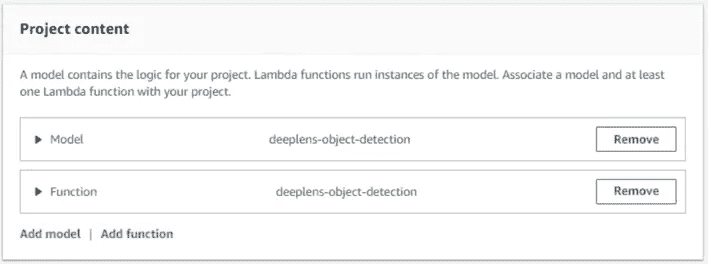 Project content
A model contains the logic for your project. Lambda functions run instances of the model. Associate a model and at least
one Lambda function with your project.
Model deeplens-object-detection Remove
Function deeplens-object-detection Remove
Add model | Add function